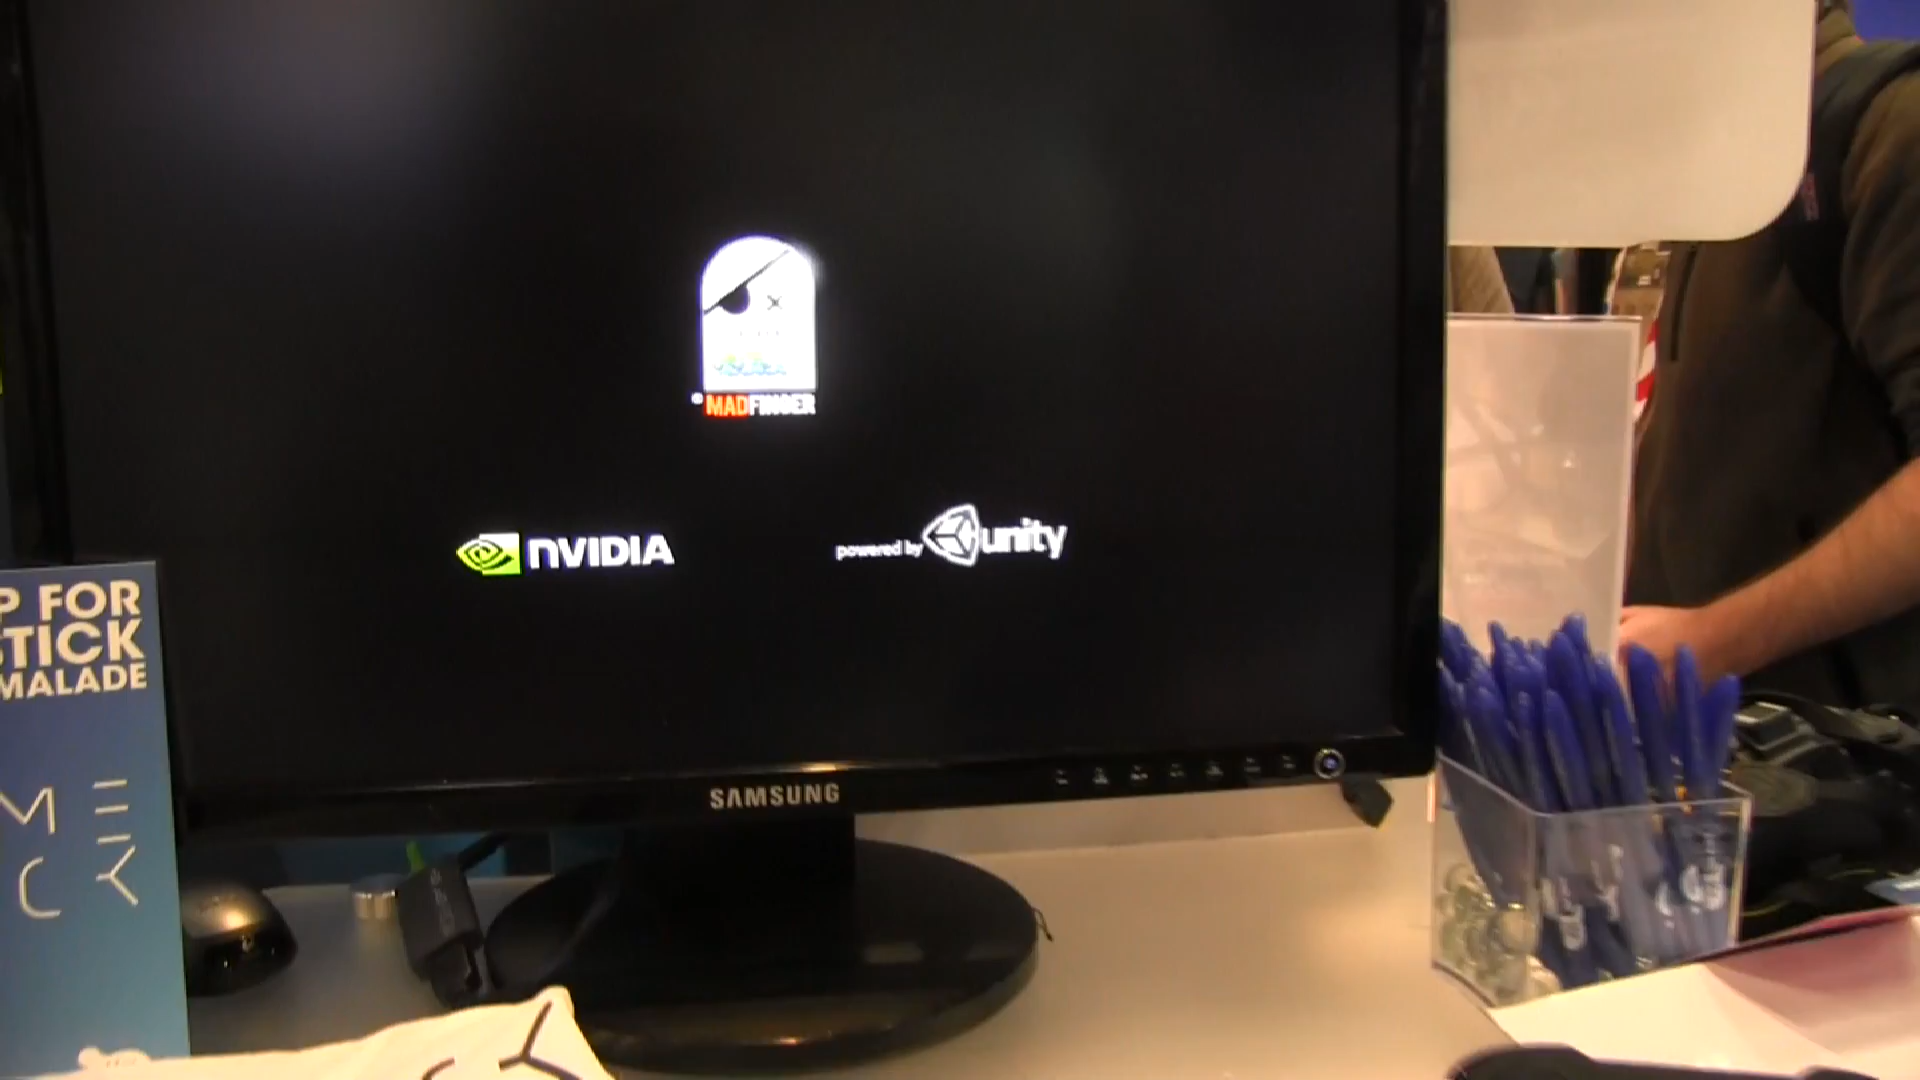 MADFINGER
NVIDIA
powered by unity
SAMSUNG
P FOR
STICK
MALADE